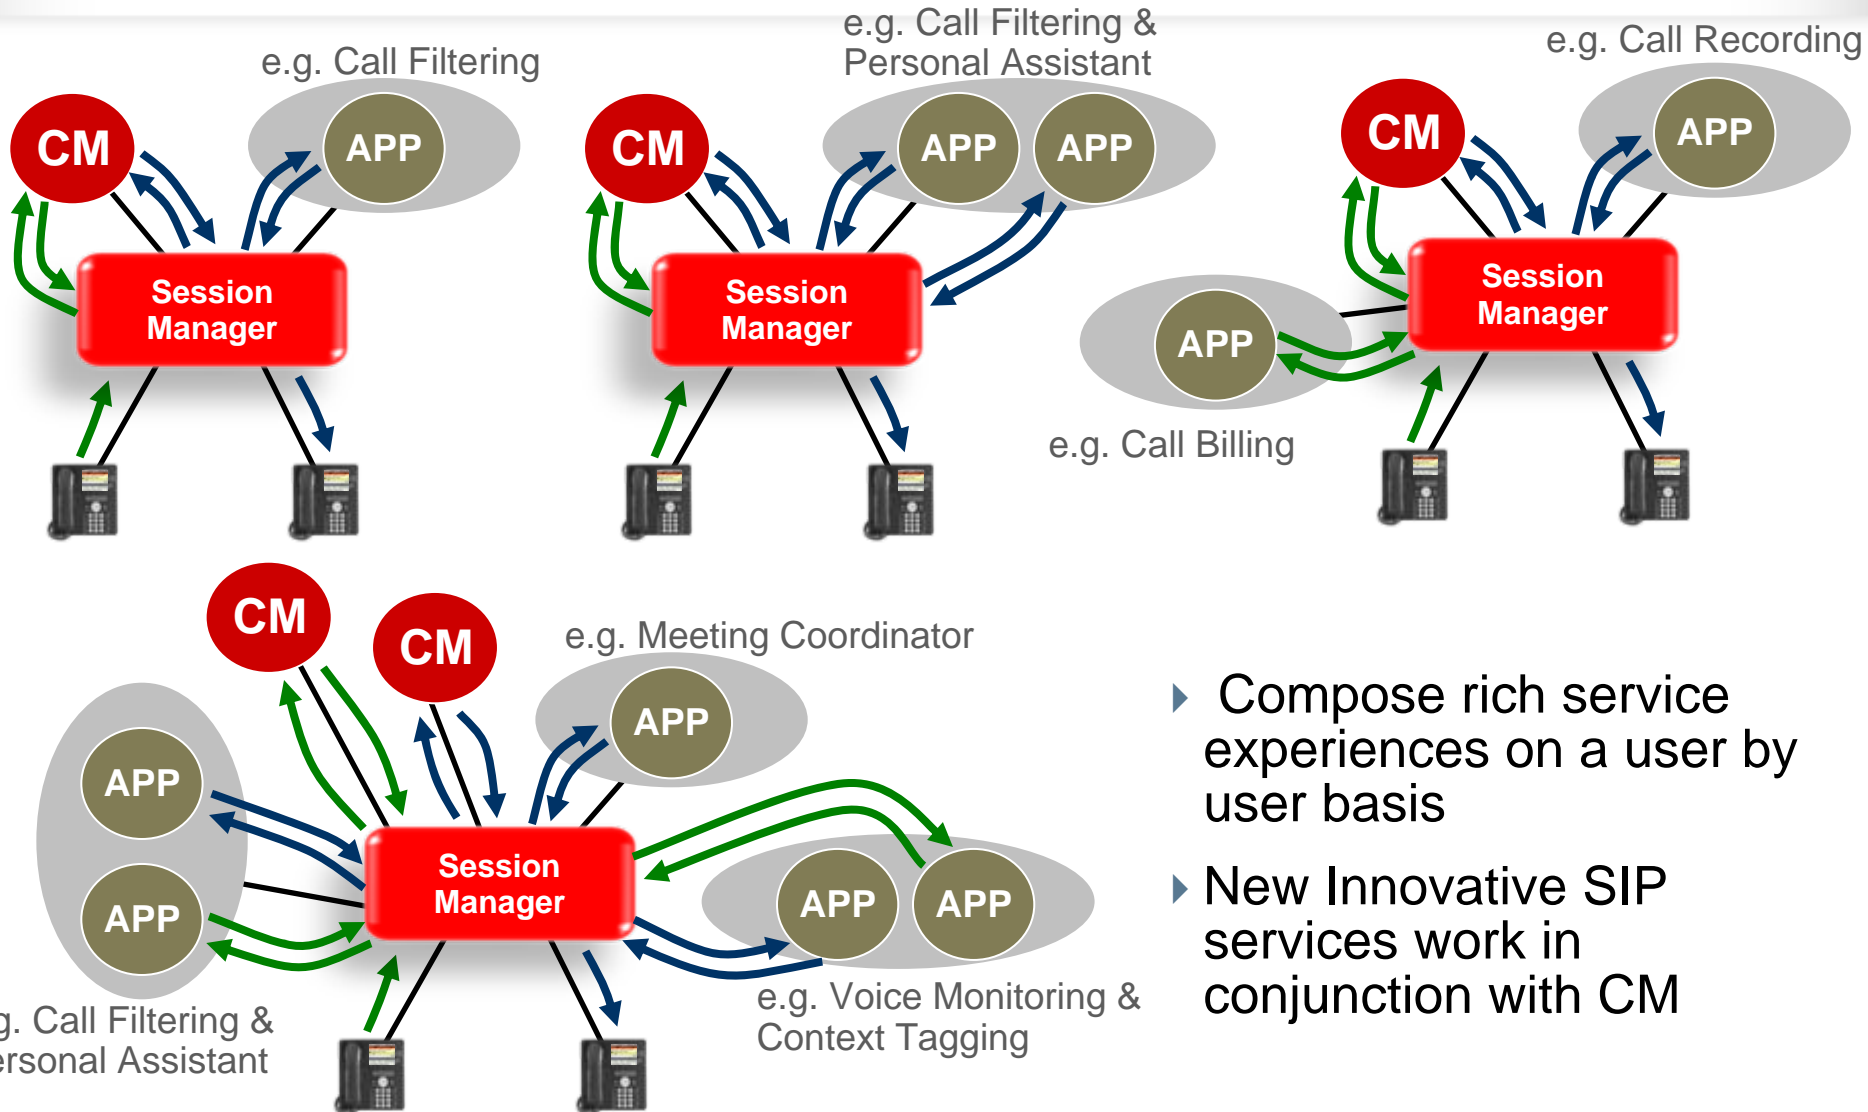 e.g. Call Filtering
CM
APP
Session
Manager
e.g. Call Filtering &
Personal Assistant
CM
APP
APP
Session
Manager
e.g. Call Recording
CM
APP
Session
Manager
APP
e.g. Call Billing
CM
CM
e.g. Meeting Coordinator
APP
APP
APP
Session
Manager
APP
APP
g. Call Filtering &
ersonal Assistant
e.g. Voice Monitoring &
Context Tagging
Compose rich service
experiences on a user by
user basis
New Innovative SIP
services work in
conjunction with CM